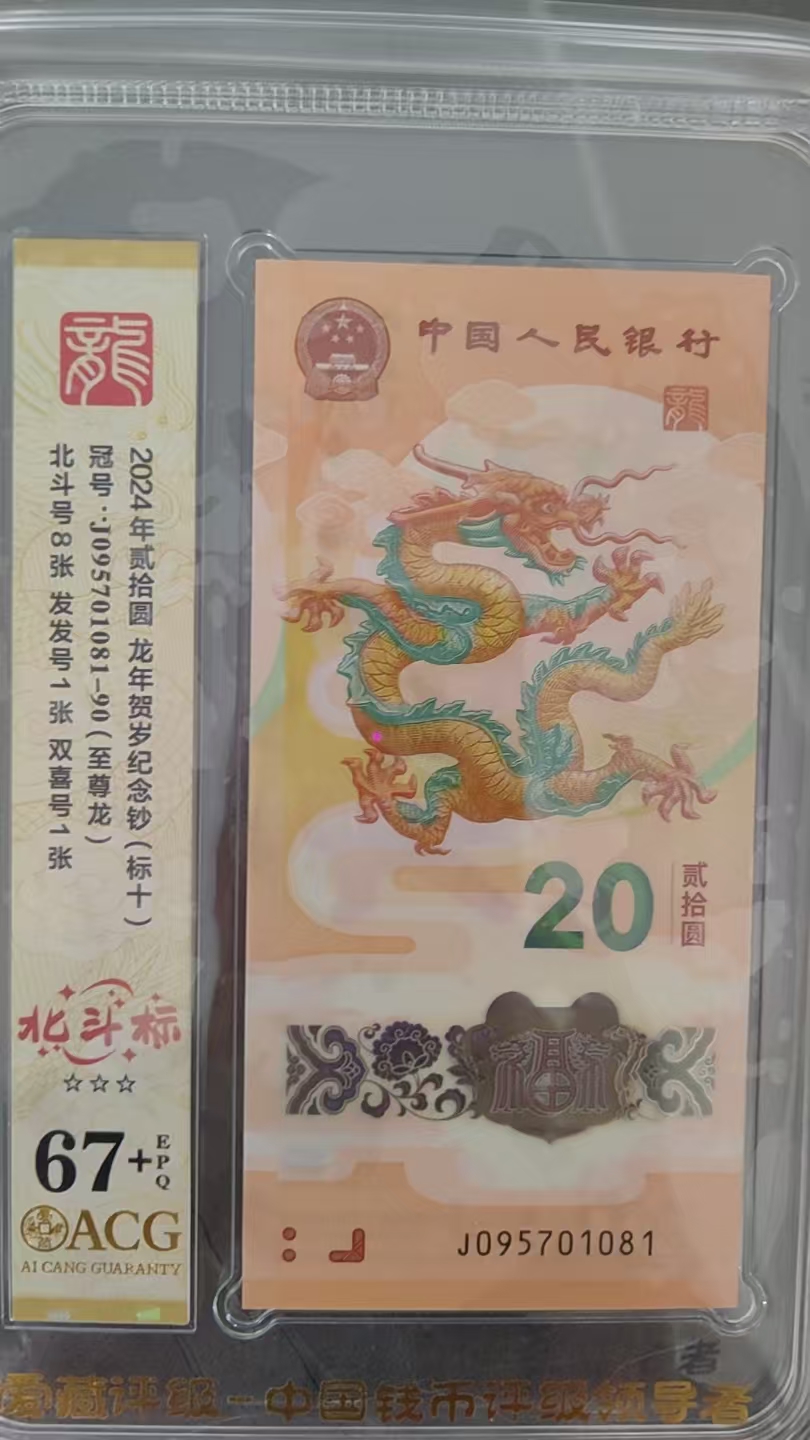 龍
2024年贰拾圆 龙年贺岁纪念钞(标十)
冠号:J095701081-90(至尊龙)
北斗号8张 发发号1张 双喜号1张
北斗标
☆☆☆
67+EPQ
ACG
AI CANG GUARANTY
中国人民银行
龍
20
贰拾圆
J095701081
爱藏评级-中国钱币评级领导者
者